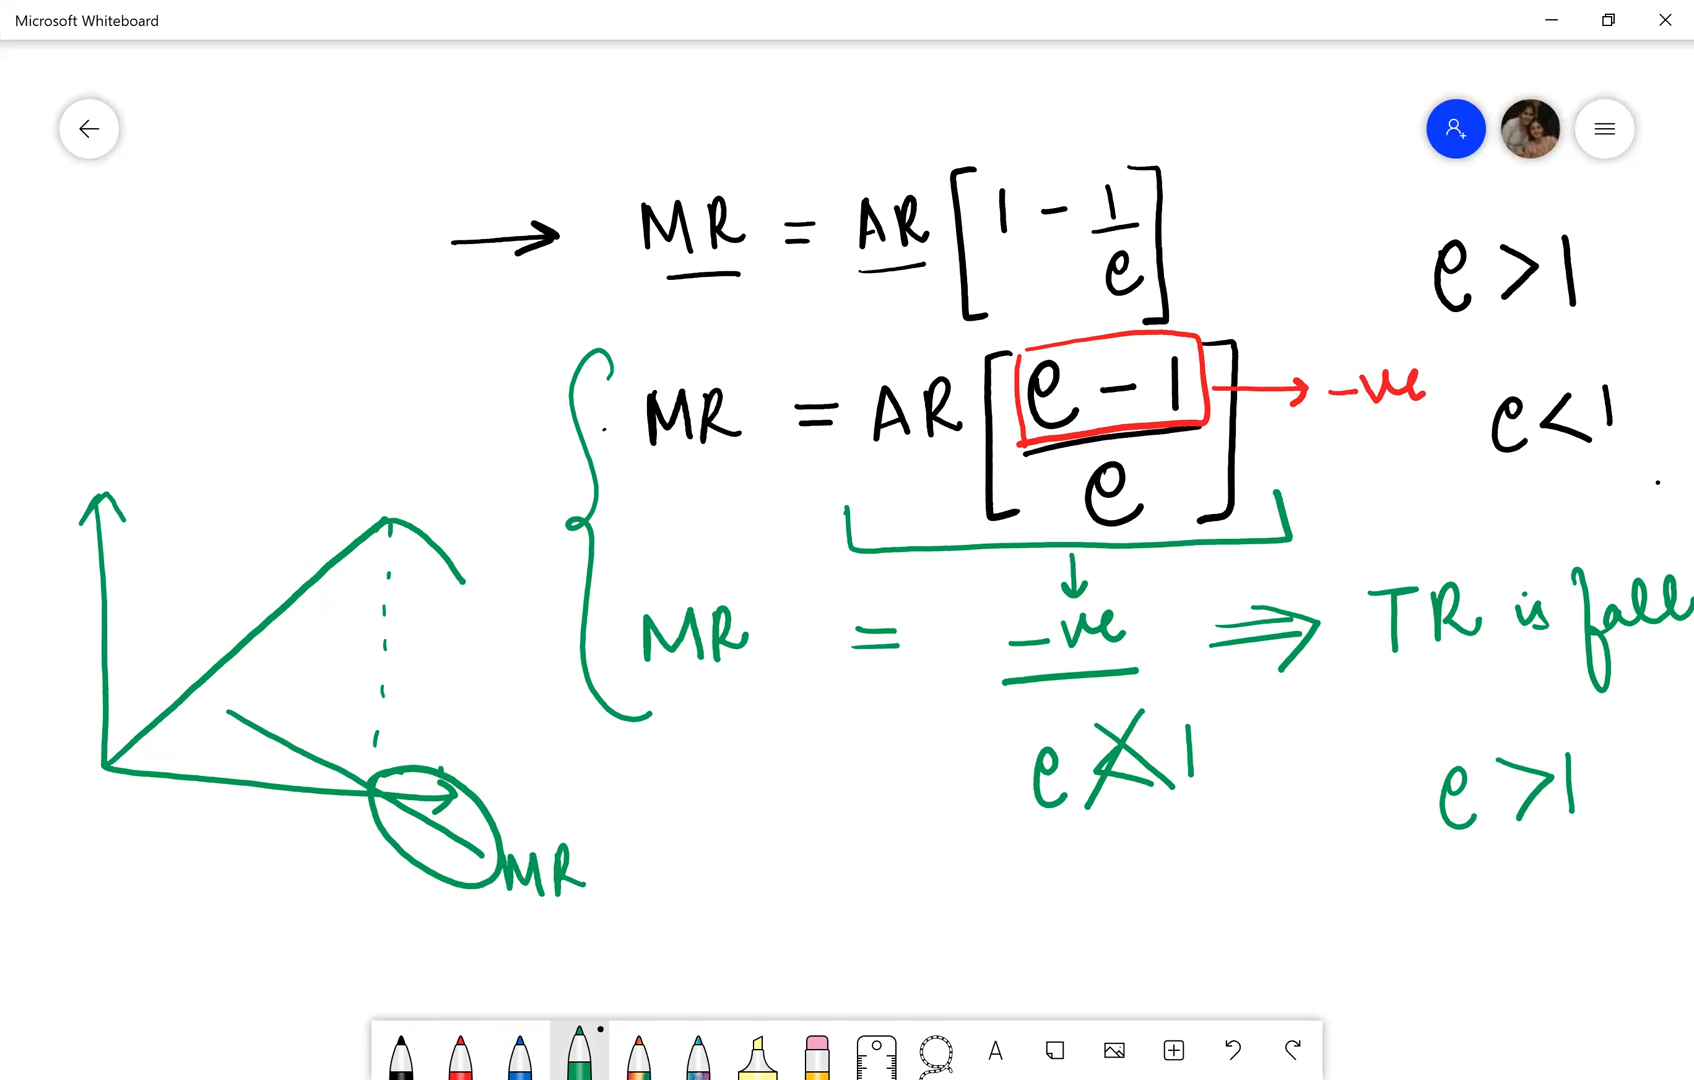 Microsoft Whiteboard
→ MR = AR [1 - 1/e]
e > 1
MR = AR [e - 1 / e] → -ve
e < 1
MR = -ve ⇒ TR is fall
e < 1
e > 1
MR
A